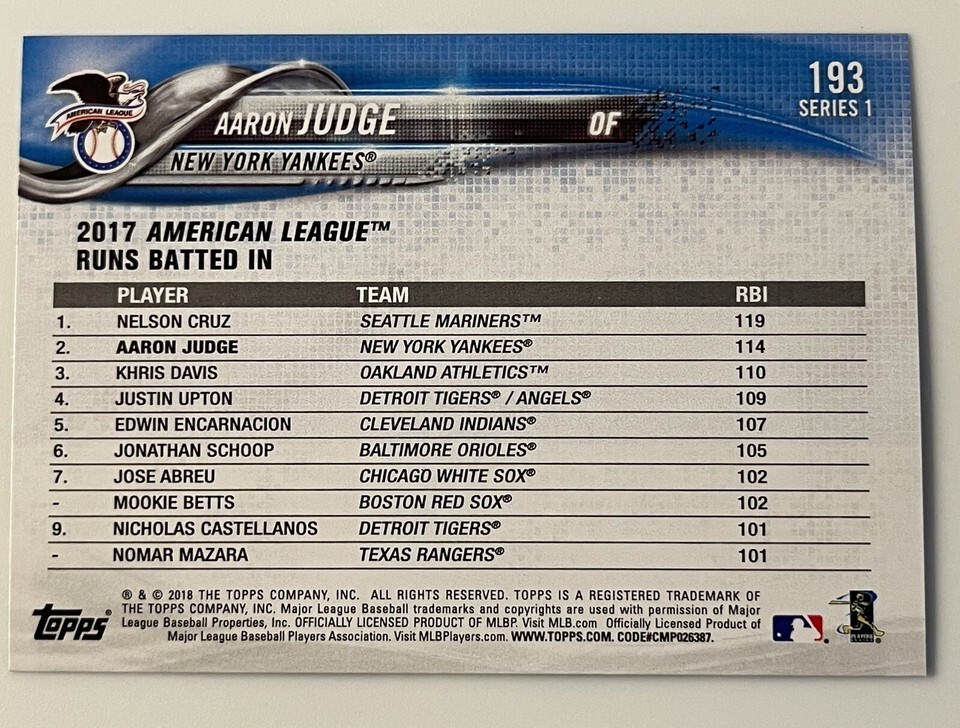 193
SERIES 1
AMERICAN LEAGUE
AARON JUDGE OF
NEW YORK YANKEES®
2017 AMERICAN LEAGUE™
RUNS BATTED IN
PLAYER TEAM RBI
1. NELSON CRUZ SEATTLE MARINERS™ 119
2. AARON JUDGE NEW YORK YANKEES® 114
3. KHRIS DAVIS OAKLAND ATHLETICS™ 110
4. JUSTIN UPTON DETROIT TIGERS® / ANGELS® 109
5. EDWIN ENCARNACION CLEVELAND INDIANS® 107
6. JONATHAN SCHOOP BALTIMORE ORIOLES® 105
7. JOSE ABREU CHICAGO WHITE SOX® 102
- MOOKIE BETTS BOSTON RED SOX® 102
9. NICHOLAS CASTELLANOS DETROIT TIGERS® 101
- NOMAR MAZARA TEXAS RANGERS® 101
Topps®
® & © 2018 THE TOPPS COMPANY, INC. ALL RIGHTS RESERVED. TOPPS IS A REGISTERED TRADEMARK OF
THE TOPPS COMPANY, INC. Major League Baseball trademarks and copyrights are used with permission of Major
League Baseball Properties, Inc. OFFICIALLY LICENSED PRODUCT OF MLBP. Visit MLB.com Officially Licensed Product of
Major League Baseball Players Association. Visit MLBPlayers.com. WWW.TOPPS.COM. CODE#CMP026387.
PLAYERS